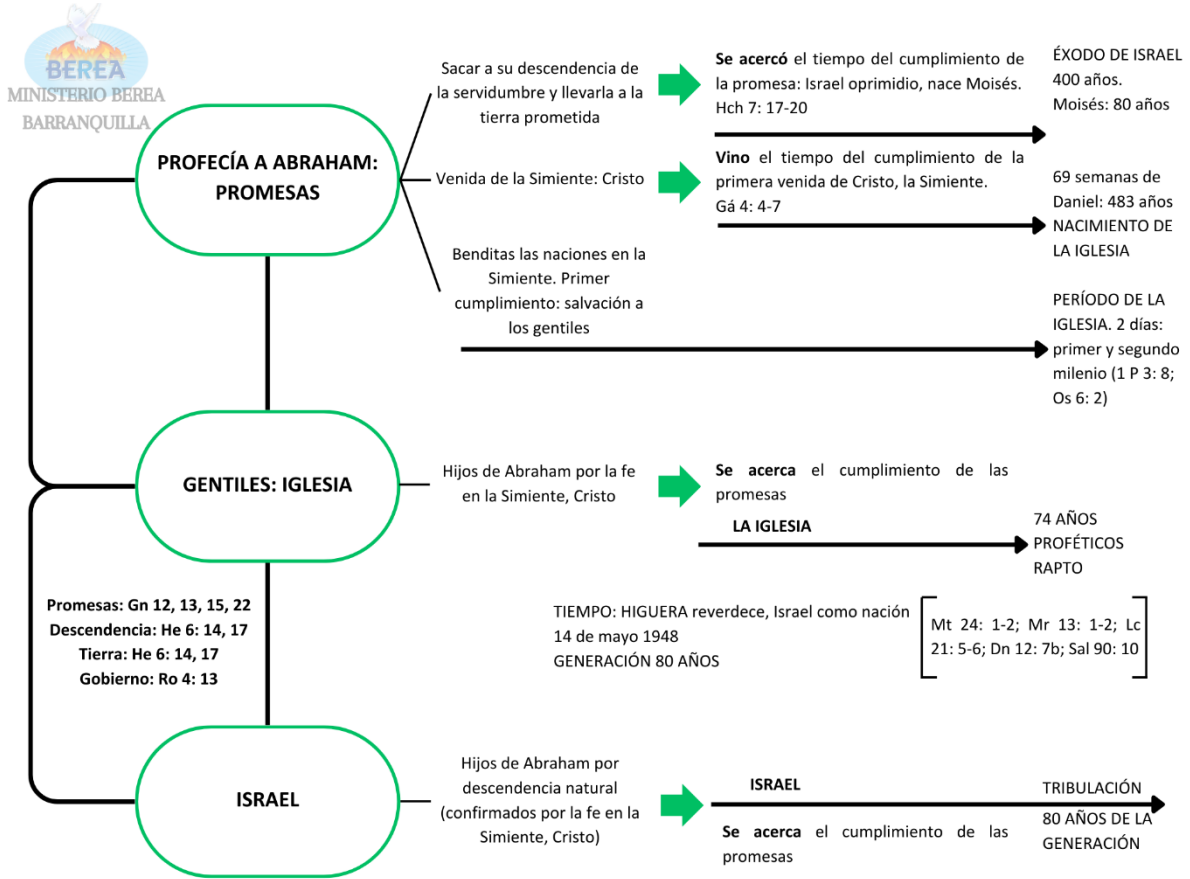 BEREA
MINISTERIO BEREA
BARRANQUILLA
PROFECÍA A ABRAHAM:
PROMESAS
Sacar a su descendencia de
la servidumbre y llevarla a la
tierra prometida
Se acercó el tiempo del cumplimiento de
la promesa: Israel oprimidio, nace Moisés.
Hch 7: 17-20
ÉXODO DE ISRAEL
400 años.
Moisés: 80 años
Venida de la Simiente: Cristo
Vino el tiempo del cumplimiento de la
primera venida de Cristo, la Simiente.
Gá 4: 4-7
69 semanas de
Daniel: 483 años
NACIMIENTO DE
LA IGLESIA
Benditas las naciones en la
Simiente. Primer
cumplimiento: salvación a
los gentiles
PERÍODO DE LA
IGLESIA. 2 días:
primer y segundo
milenio (1 P 3: 8;
Os 6: 2)
GENTILES: IGLESIA
Hijos de Abraham por la fe
en la Simiente, Cristo
Se acerca el cumplimiento de las
promesas
LA IGLESIA
74 AÑOS
PROFÉTICOS
RAPTO
Promesas: Gn 12, 13, 15, 22
Descendencia: He 6: 14, 17
Tierra: He 6: 14, 17
Gobierno: Ro 4: 13
TIEMPO: HIGUERA reverdece, Israel como nación
14 de mayo 1948
GENERACIÓN 80 AÑOS
Mt 24: 1-2; Mr 13: 1-2; Lc
21: 5-6; Dn 12: 7b; Sal 90: 10
ISRAEL
Hijos de Abraham por
descendencia natural
(confirmados por la fe en la
Simiente, Cristo)
ISRAEL
Se acerca el cumplimiento de las
promesas
TRIBULACIÓN
80 AÑOS DE LA
GENERACIÓN